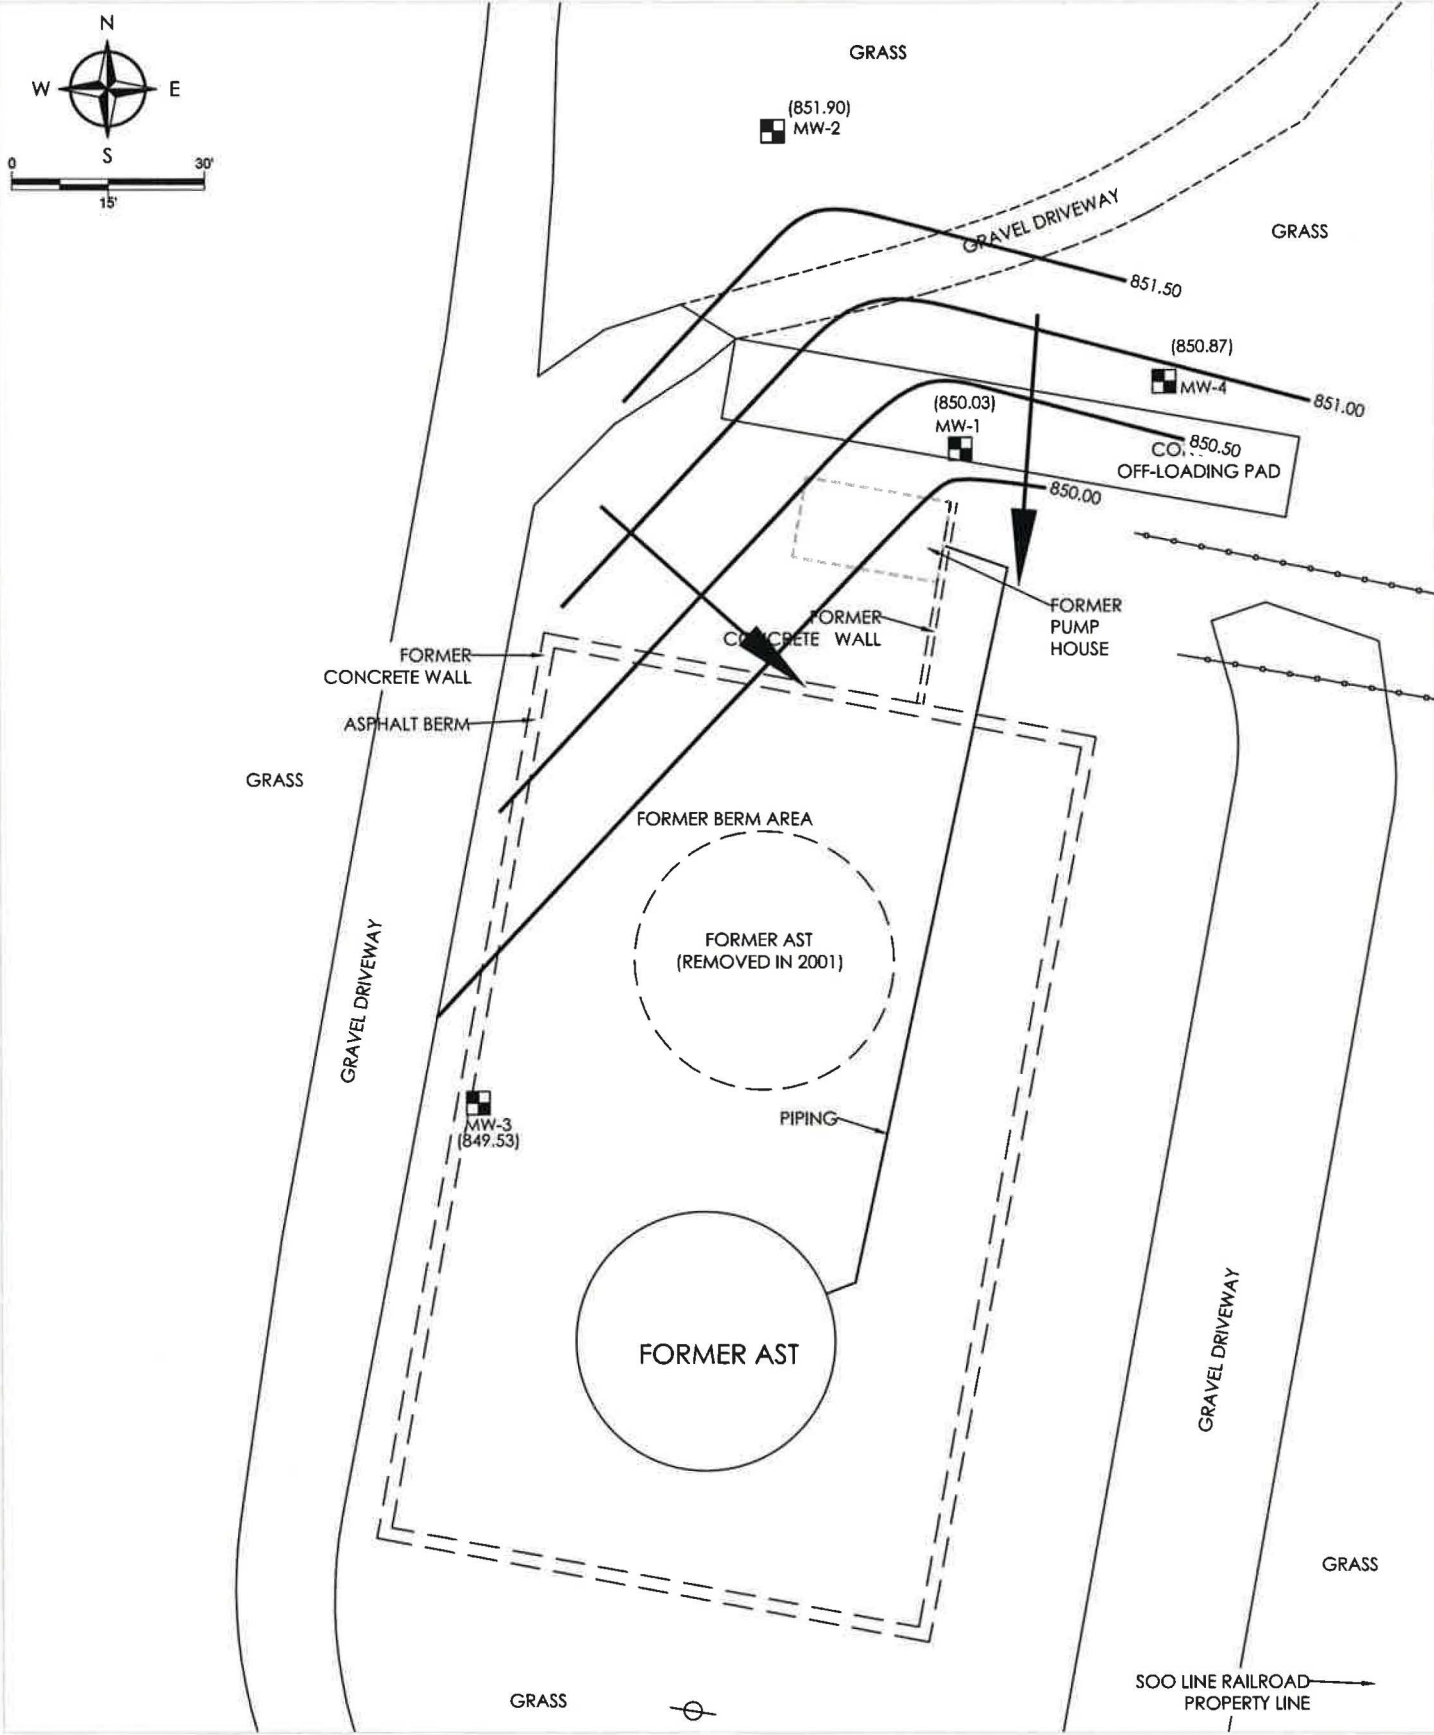 N
W E
S
0 30'
15'
GRASS
(851.90)
MW-2
GRAVEL DRIVEWAY
GRASS
851.50
(850.87)
MW-4
851.00
(850.03)
MW-1
850.50
OFF-LOADING PAD
850.00
FORMER
PUMP
HOUSE
FORMER
CONCRETE WALL
FORMER
CONCRETE WALL
ASPHALT BERM
GRASS
FORMER BERM AREA
FORMER AST
(REMOVED IN 2001)
GRAVEL DRIVEWAY
MW-3
(849.53)
PIPING
FORMER AST
GRAVEL DRIVEWAY
GRASS
SOO LINE RAILROAD
PROPERTY LINE
GRASS